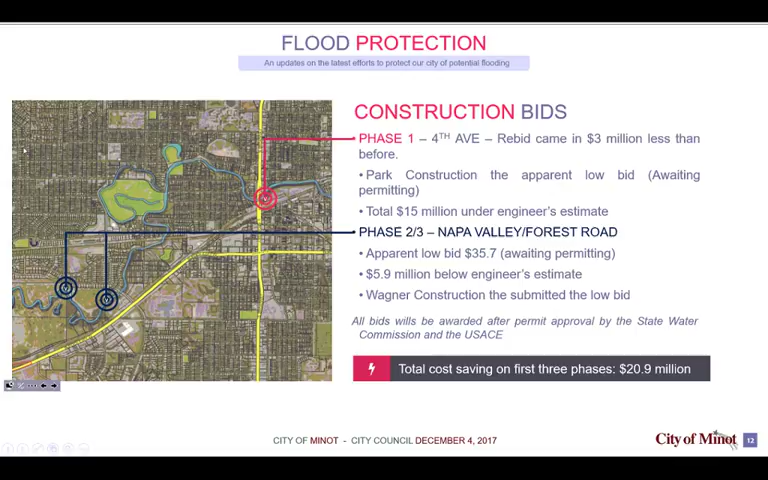 FLOOD PROTECTION
An updates on the latest efforts to protect our city of potential flooding
CONSTRUCTION BIDS
PHASE 1 – 4TH AVE – Rebid came in $3 million less than
before.
• Park Construction the apparent low bid (Awaiting
permitting)
• Total $15 million under engineer's estimate
PHASE 2/3 – NAPA VALLEY/FOREST ROAD
• Apparent low bid $35.7 (awaiting permitting)
• $5.9 million below engineer's estimate
• Wagner Construction the submitted the low bid
All bids wills be awarded after permit approval by the State Water
Commission and the USACE
Total cost saving on first three phases: $20.9 million
CITY OF MINOT - CITY COUNCIL DECEMBER 4, 2017
City of Minot
12